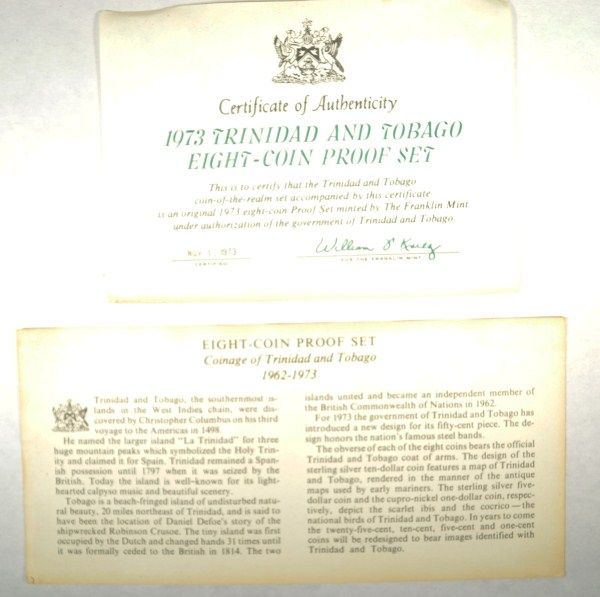 Certificate of Authenticity
1973 TRINIDAD AND TOBAGO
EIGHT-COIN PROOF SET
This is to certify that the Trinidad and Tobago
coin-of-the-realm set accompanied by this certificate
is an original 1973 eight-coin Proof Set minted by The Franklin Mint
under authorization of the government of Trinidad and Tobago.
Nov 1 1973
CERTIFIED
FOR THE FRANKLIN MINT
EIGHT-COIN PROOF SET
Coinage of Trinidad and Tobago
1962-1973
Trinidad and Tobago, the southernmost is-
lands in the West Indies chain, were dis-
covered by Christopher Columbus on his third
voyage to the Americas in 1498.
He named the larger island "La Trinidad" for three
huge mountain peaks which symbolized the Holy Trin-
ity and claimed it for Spain. Trinidad remained a Span-
ish possession until 1797 when it was seized by the
British. Today the island is well-known for its light-
hearted calypso music and beautiful scenery.
Tobago is a beach-fringed island of undisturbed natu-
ral beauty, 20 miles northeast of Trinidad, and is said to
have been the location of Daniel Defoe's story of the
shipwrecked Robinson Crusoe. The tiny island was first
occupied by the Dutch and changed hands 31 times until
it was formally ceded to the British in 1814. The two
islands united and became an independent member of
the British Commonwealth of Nations in 1962.
For 1973 the government of Trinidad and Tobago has
introduced a new design for its fifty-cent piece. The de-
sign honors the nation's famous steel bands.
The obverse of each of the eight coins bears the official
Trinidad and Tobago coat of arms. The design of the
sterling silver ten-dollar coin features a map of Trinidad
and Tobago, rendered in the manner of the antique
maps used by early mariners. The sterling silver five-
dollar coin and the cupro-nickel one-dollar coin, respec-
tively, depict the scarlet ibis and the cocrico — the
national birds of Trinidad and Tobago. In years to come
the twenty-five-cent, ten-cent, five-cent and one-cent
coins will be redesigned to bear images identified with
Trinidad and Tobago.